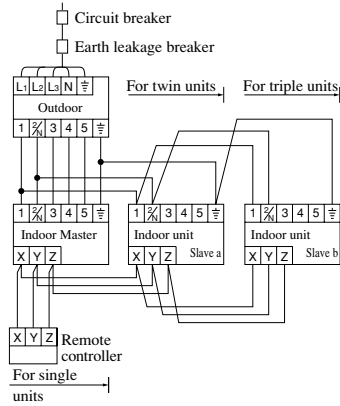 Circuit breaker
Earth leakage breaker
L1 L2 L3 N ⏚
Outdoor
1 2/N 3 4 5 ⏚
For twin units
For triple units
1 2/N 3 4 5 ⏚
Indoor Master
X Y Z
1 2/N 3 4 5 ⏚
Indoor unit
Slave a
X Y Z
1 2/N 3 4 5 ⏚
Indoor unit
Slave b
X Y Z
X Y Z
Remote
controller
For single
units